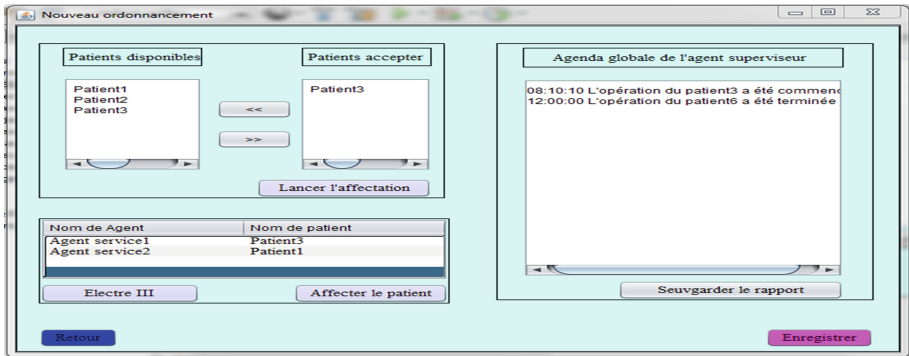 Nouveau ordonnancement
Patients disponibles
Patients accepter
Patient1
Patient2
Patient3
Patient3
<<
>>
Lancer l'affectation
Nom de Agent Nom de patient
Agent service1 Patient3
Agent service2 Patient1
Electre III
Affecter le patient
Agenda globale de l'agent superviseur
08:10:10 L'opération du patient3 a été commenc
12:00:00 L'opération du patient6 a été terminée
Seuvgarder le rapport
Retour
Enregistrer